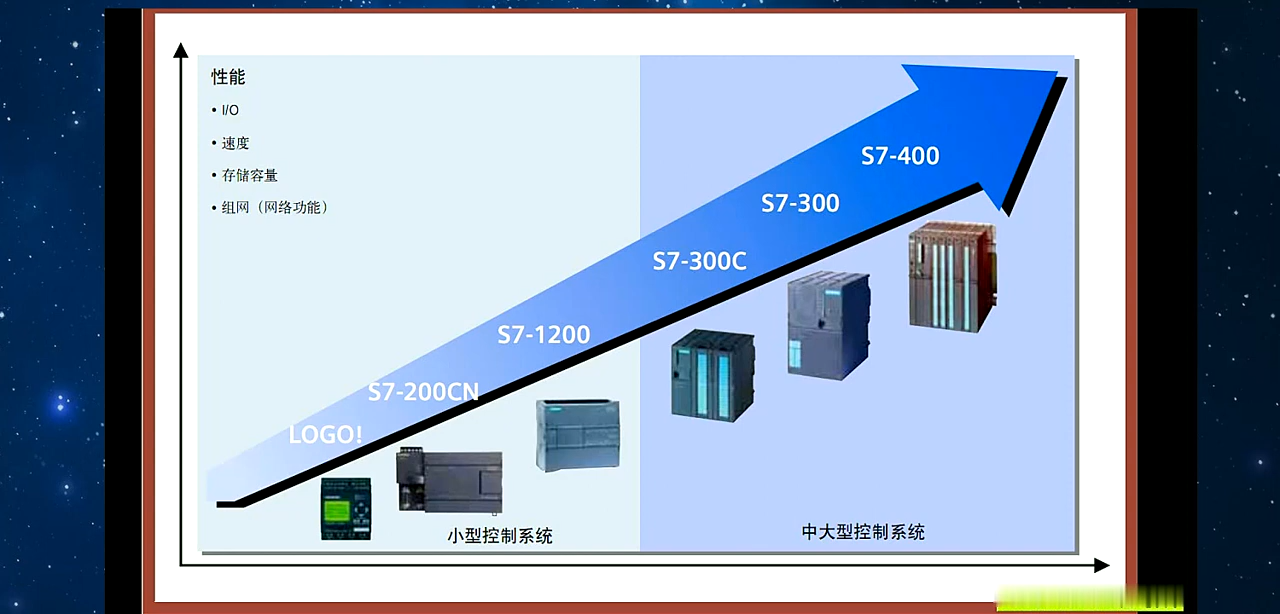 性能
• I/O
• 速度
• 存储容量
• 组网（网络功能）
S7-400
S7-300
S7-300C
S7-1200
S7-200CN
LOGO!
小型控制系统
中大型控制系统